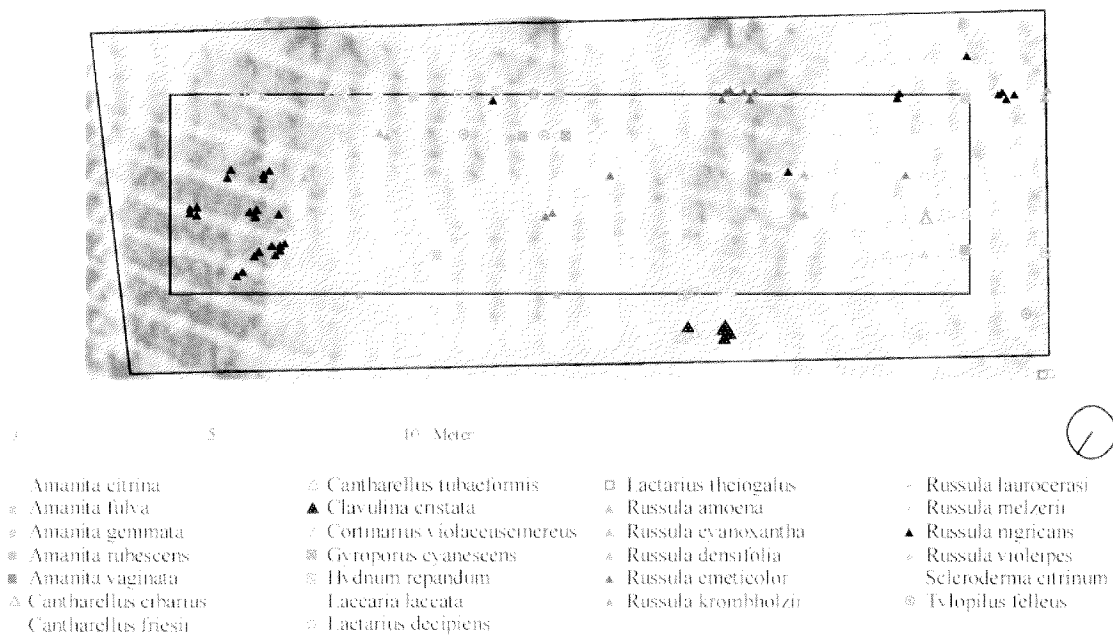 5
10 Meter
Amanita citrina
Amanita fulva
Amanita gemmata
Amanita rubescens
Amanita vaginata
Cantharellus cibarius
Cantharellus friesii
Cantharellus tubaeformis
Clavulina cristata
Cortinarius violaceuscinereus
Gyroporus cyanescens
Hydnum repandum
Laccaria laccata
Lactarius decipiens
Lactarius theiogalus
Russula amoena
Russula cyanoxantha
Russula densifolia
Russula emeticolor
Russula krombholzii
Russula laurocerasi
Russula melzerii
Russula nigricans
Russula violeipes
Scleroderma citrinum
Tylopilus felleus